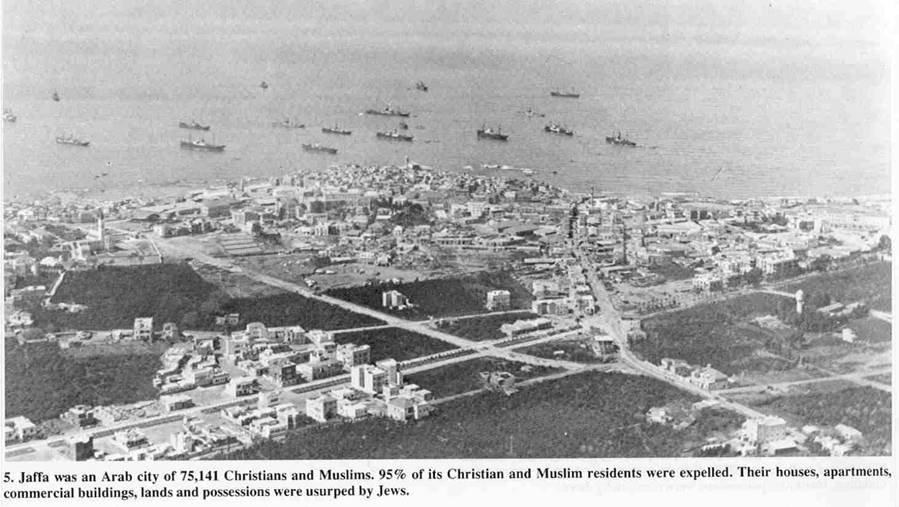 5. Jaffa was an Arab city of 75,141 Christians and Muslims. 95% of its Christian and Muslim residents were expelled. Their houses, apartments,
commercial buildings, lands and possessions were usurped by Jews.